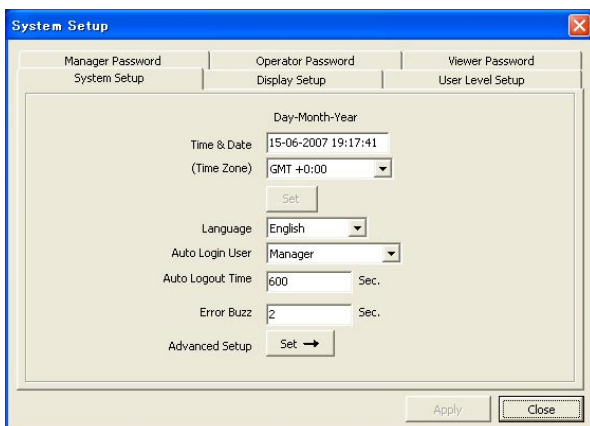 System Setup
Manager Password Operator Password Viewer Password
System Setup Display Setup User Level Setup
Day-Month-Year
Time & Date 15-06-2007 19:17:41
(Time Zone) GMT +0:00
Set
Language English
Auto Login User Manager
Auto Logout Time 600 Sec.
Error Buzz 2 Sec.
Advanced Setup Set →
Apply Close